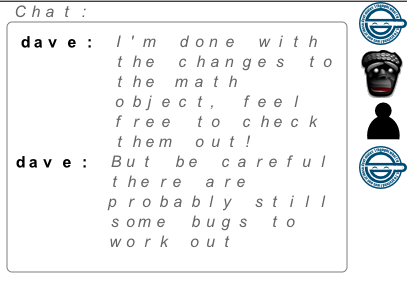 Chat:
dave: I'm done with
the changes to
the math
object, feel
free to check
them out!
dave: But be careful
there are
probably still
some bugs to
work out